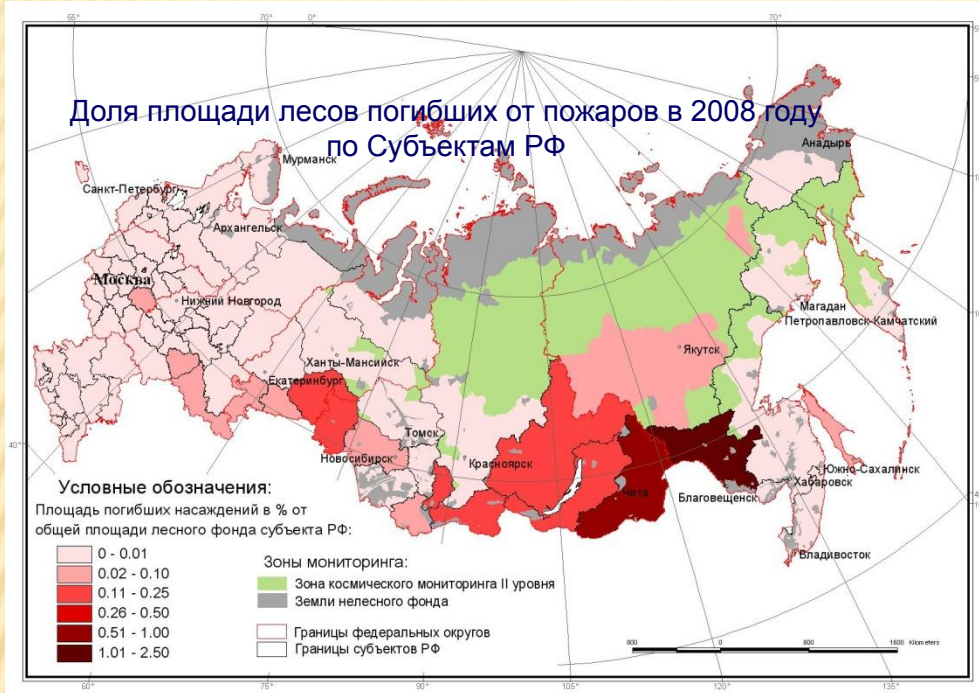 Доля площади лесов погибших от пожаров в 2008 году
по Субъектам РФ
55°
70°
0°
70°
Анадырь
Мурманск
Санкт-Петербург
Архангельск
Москва
Нижний Новгород
Магадан
Петропавловск-Камчатский
Якутск
Ханты-Мансийск
Екатеринбург
40°
Томск
Новосибирск
Красноярск
Чита
Благовещенск
Южно-Сахалинск
Хабаровск
Владивосток
Условные обозначения:
Площадь погибших насаждений в % от
общей площади лесного фонда субъекта РФ:
0 - 0.01
0.02 - 0.10
0.11 - 0.25
0.26 - 0.50
0.51 - 1.00
1.01 - 2.50
Зоны мониторинга:
Зона космического мониторинга II уровня
Земли нелесного фонда
Границы федеральных округов
Границы субъектов РФ
800 0 800 1600 Kilometers
60°
75°
90°
105°
120°
135°